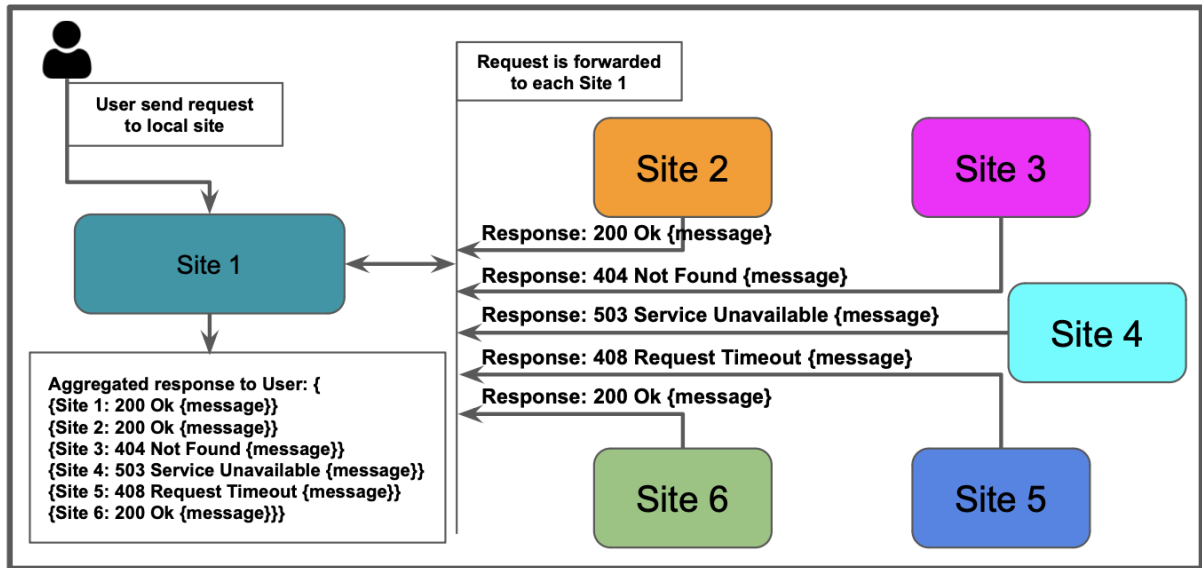 User send request
to local site
Request is forwarded
to each Site 1
Site 2
Site 3
Response: 200 Ok {message}
Site 1
Response: 404 Not Found {message}
Response: 503 Service Unavailable {message}
Site 4
Response: 408 Request Timeout {message}
Response: 200 Ok {message}
Aggregated response to User: {
{Site 1: 200 Ok {message}}
{Site 2: 200 Ok {message}}
{Site 3: 404 Not Found {message}}
{Site 4: 503 Service Unavailable {message}}
{Site 5: 408 Request Timeout {message}}
{Site 6: 200 Ok {message}}}
Site 6
Site 5